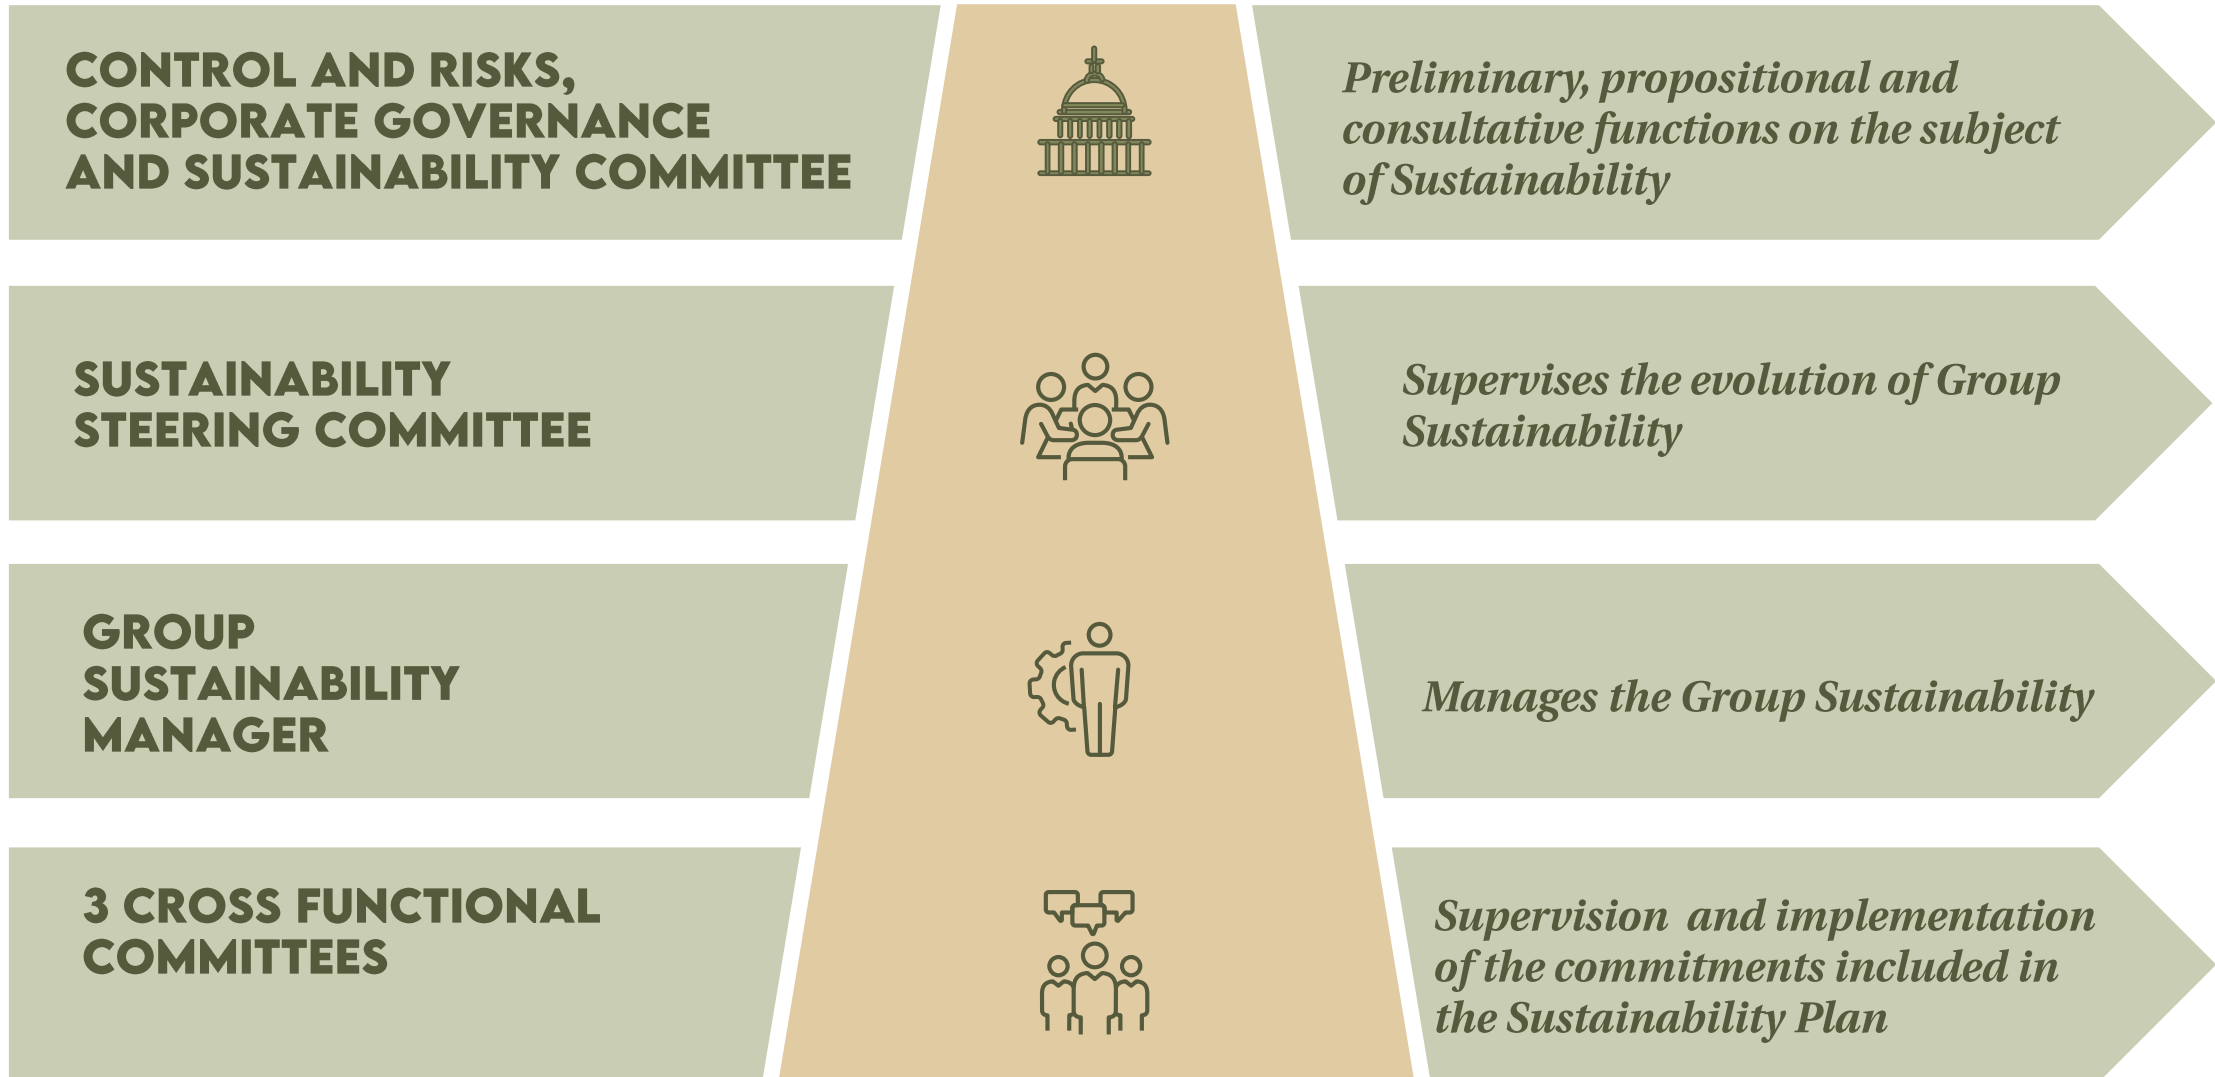 CONTROL AND RISKS,
CORPORATE GOVERNANCE
AND SUSTAINABILITY COMMITTEE
Preliminary, propositional and
consultative functions on the subject
of Sustainability
SUSTAINABILITY
STEERING COMMITTEE
Supervises the evolution of Group
Sustainability
GROUP
SUSTAINABILITY
MANAGER
Manages the Group Sustainability
3 CROSS FUNCTIONAL
COMMITTEES
Supervision and implementation
of the commitments included in
the Sustainability Plan